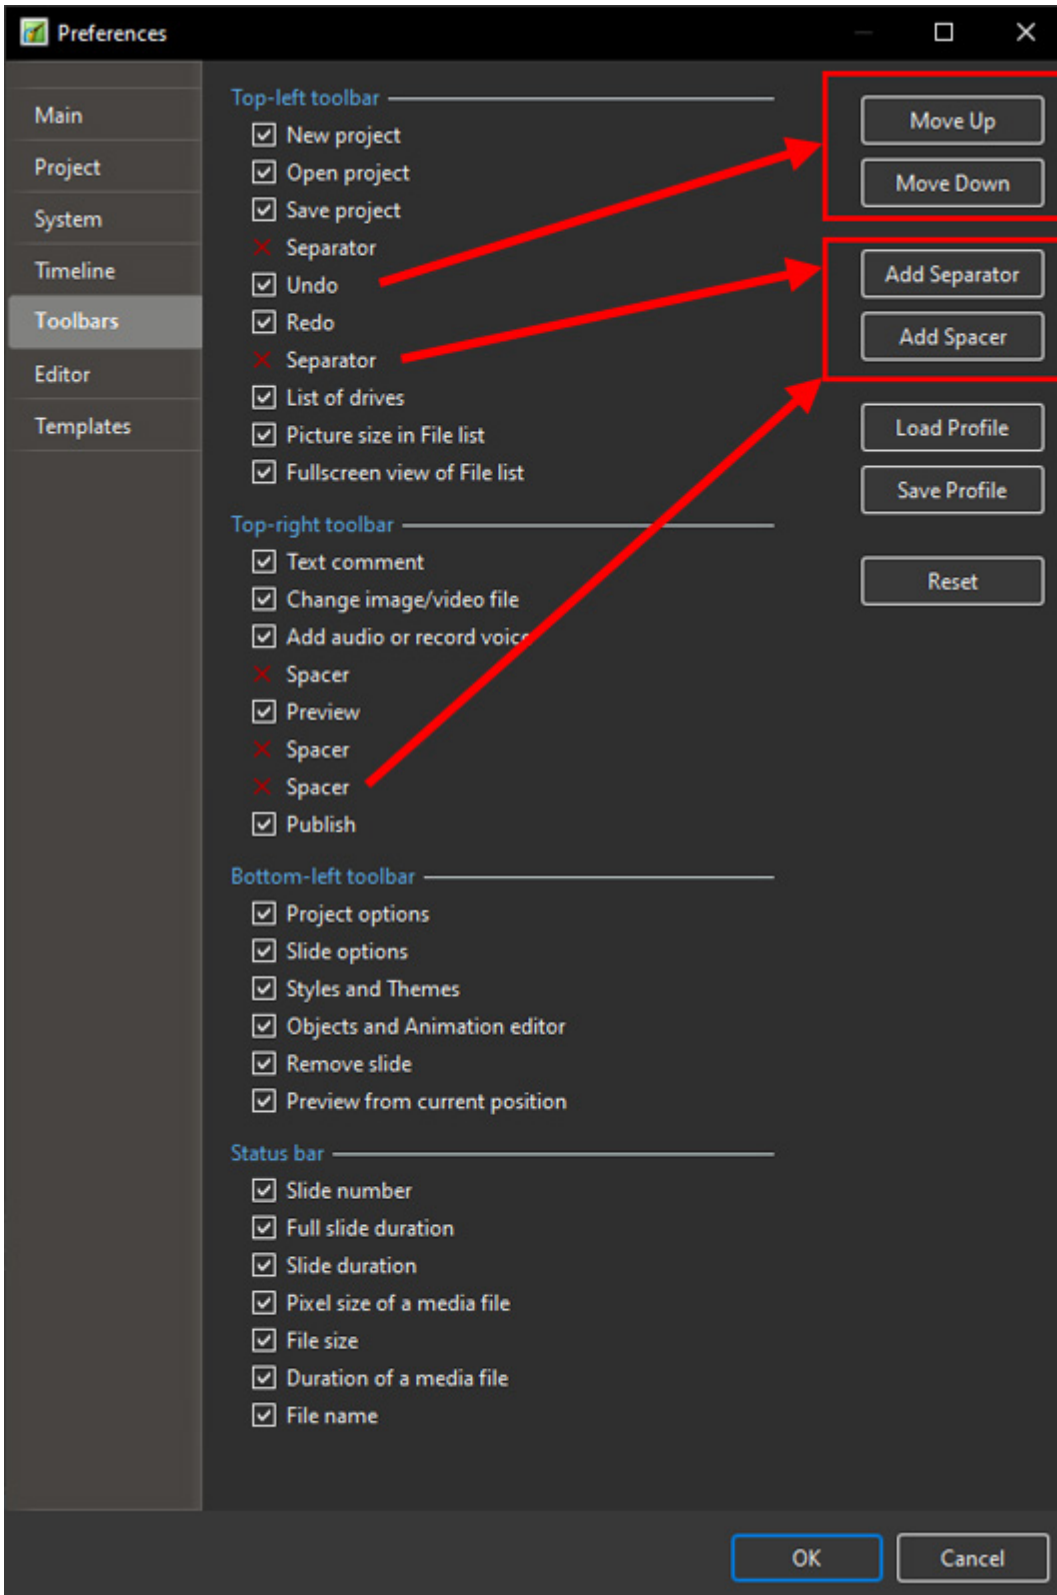 Preferences
Main
Project
System
Timeline
Toolbars
Editor
Templates
Top-left toolbar
New project
Open project
Save project
Separator
Undo
Redo
Separator
List of drives
Picture size in File list
Fullscreen view of File list
Top-right toolbar
Text comment
Change image/video file
Add audio or record voice
Spacer
Preview
Spacer
Spacer
Publish
Bottom-left toolbar
Project options
Slide options
Styles and Themes
Objects and Animation editor
Remove slide
Preview from current position
Status bar
Slide number
Full slide duration
Slide duration
Pixel size of a media file
File size
Duration of a media file
File name
Move Up
Move Down
Add Separator
Add Spacer
Load Profile
Save Profile
Reset
OK
Cancel